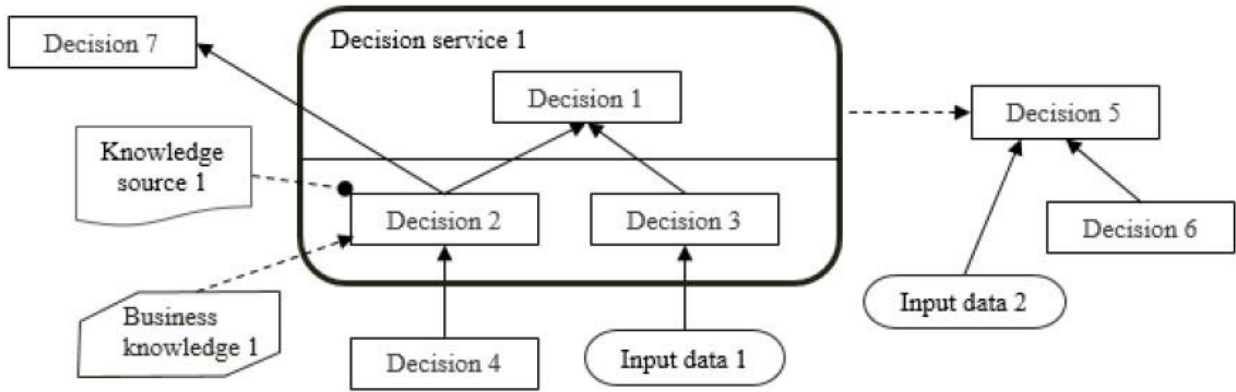 Decision 7
Decision service 1
Decision 1
Decision 5
Knowledge
source 1
Decision 2
Decision 3
Decision 6
Business
knowledge 1
Decision 4
Input data 1
Input data 2